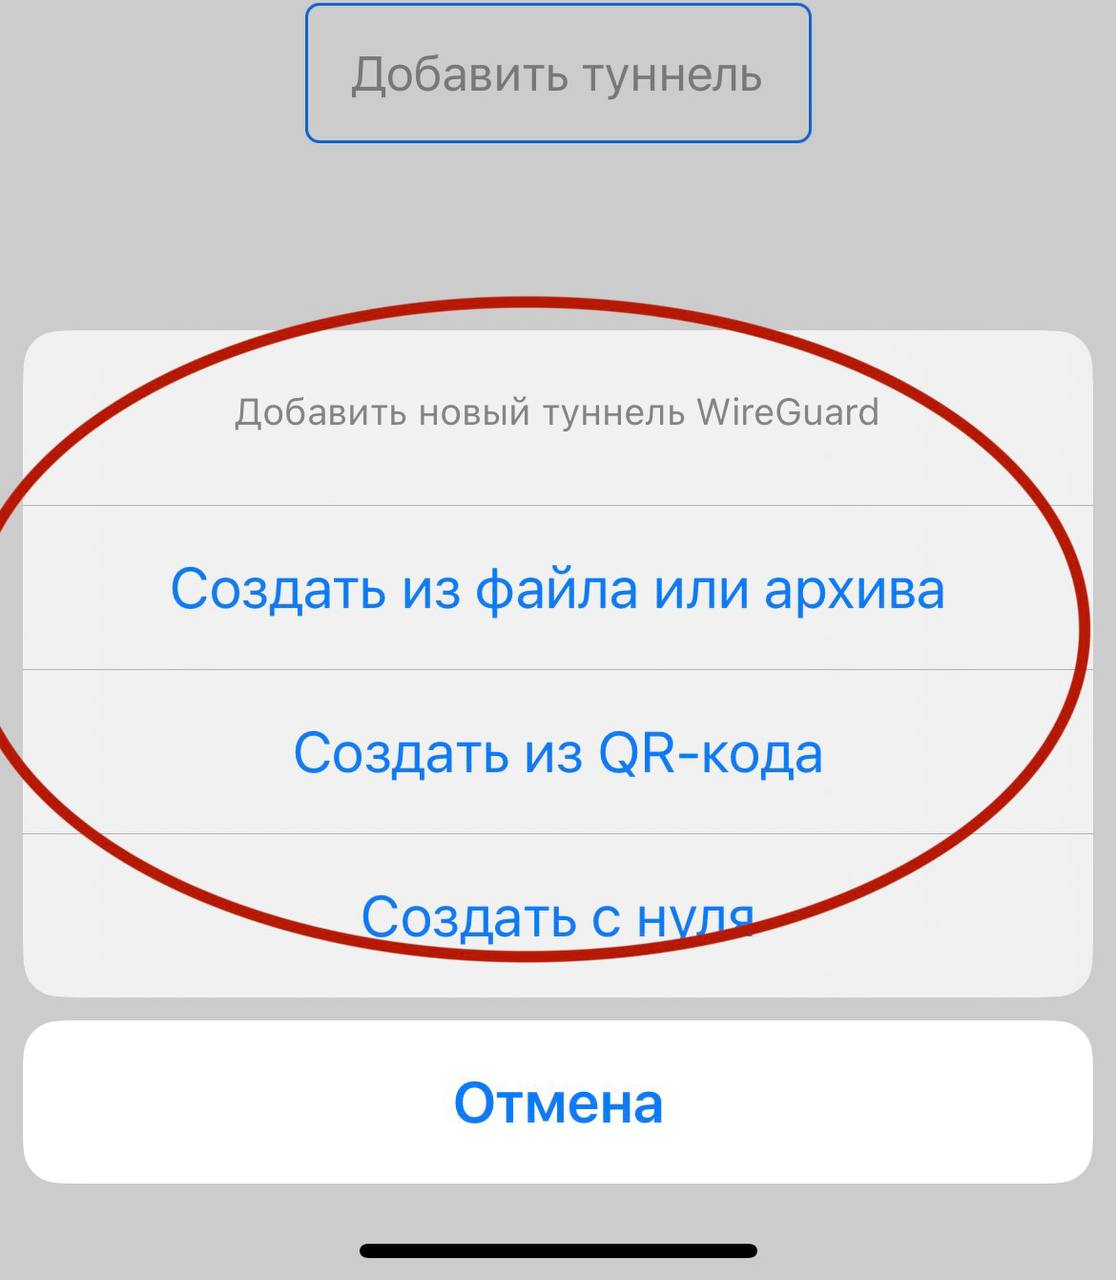 Добавить туннель
Добавить новый туннель WireGuard
Создать из файла или архива
Создать из QR-кода
Создать с нуля
Отмена